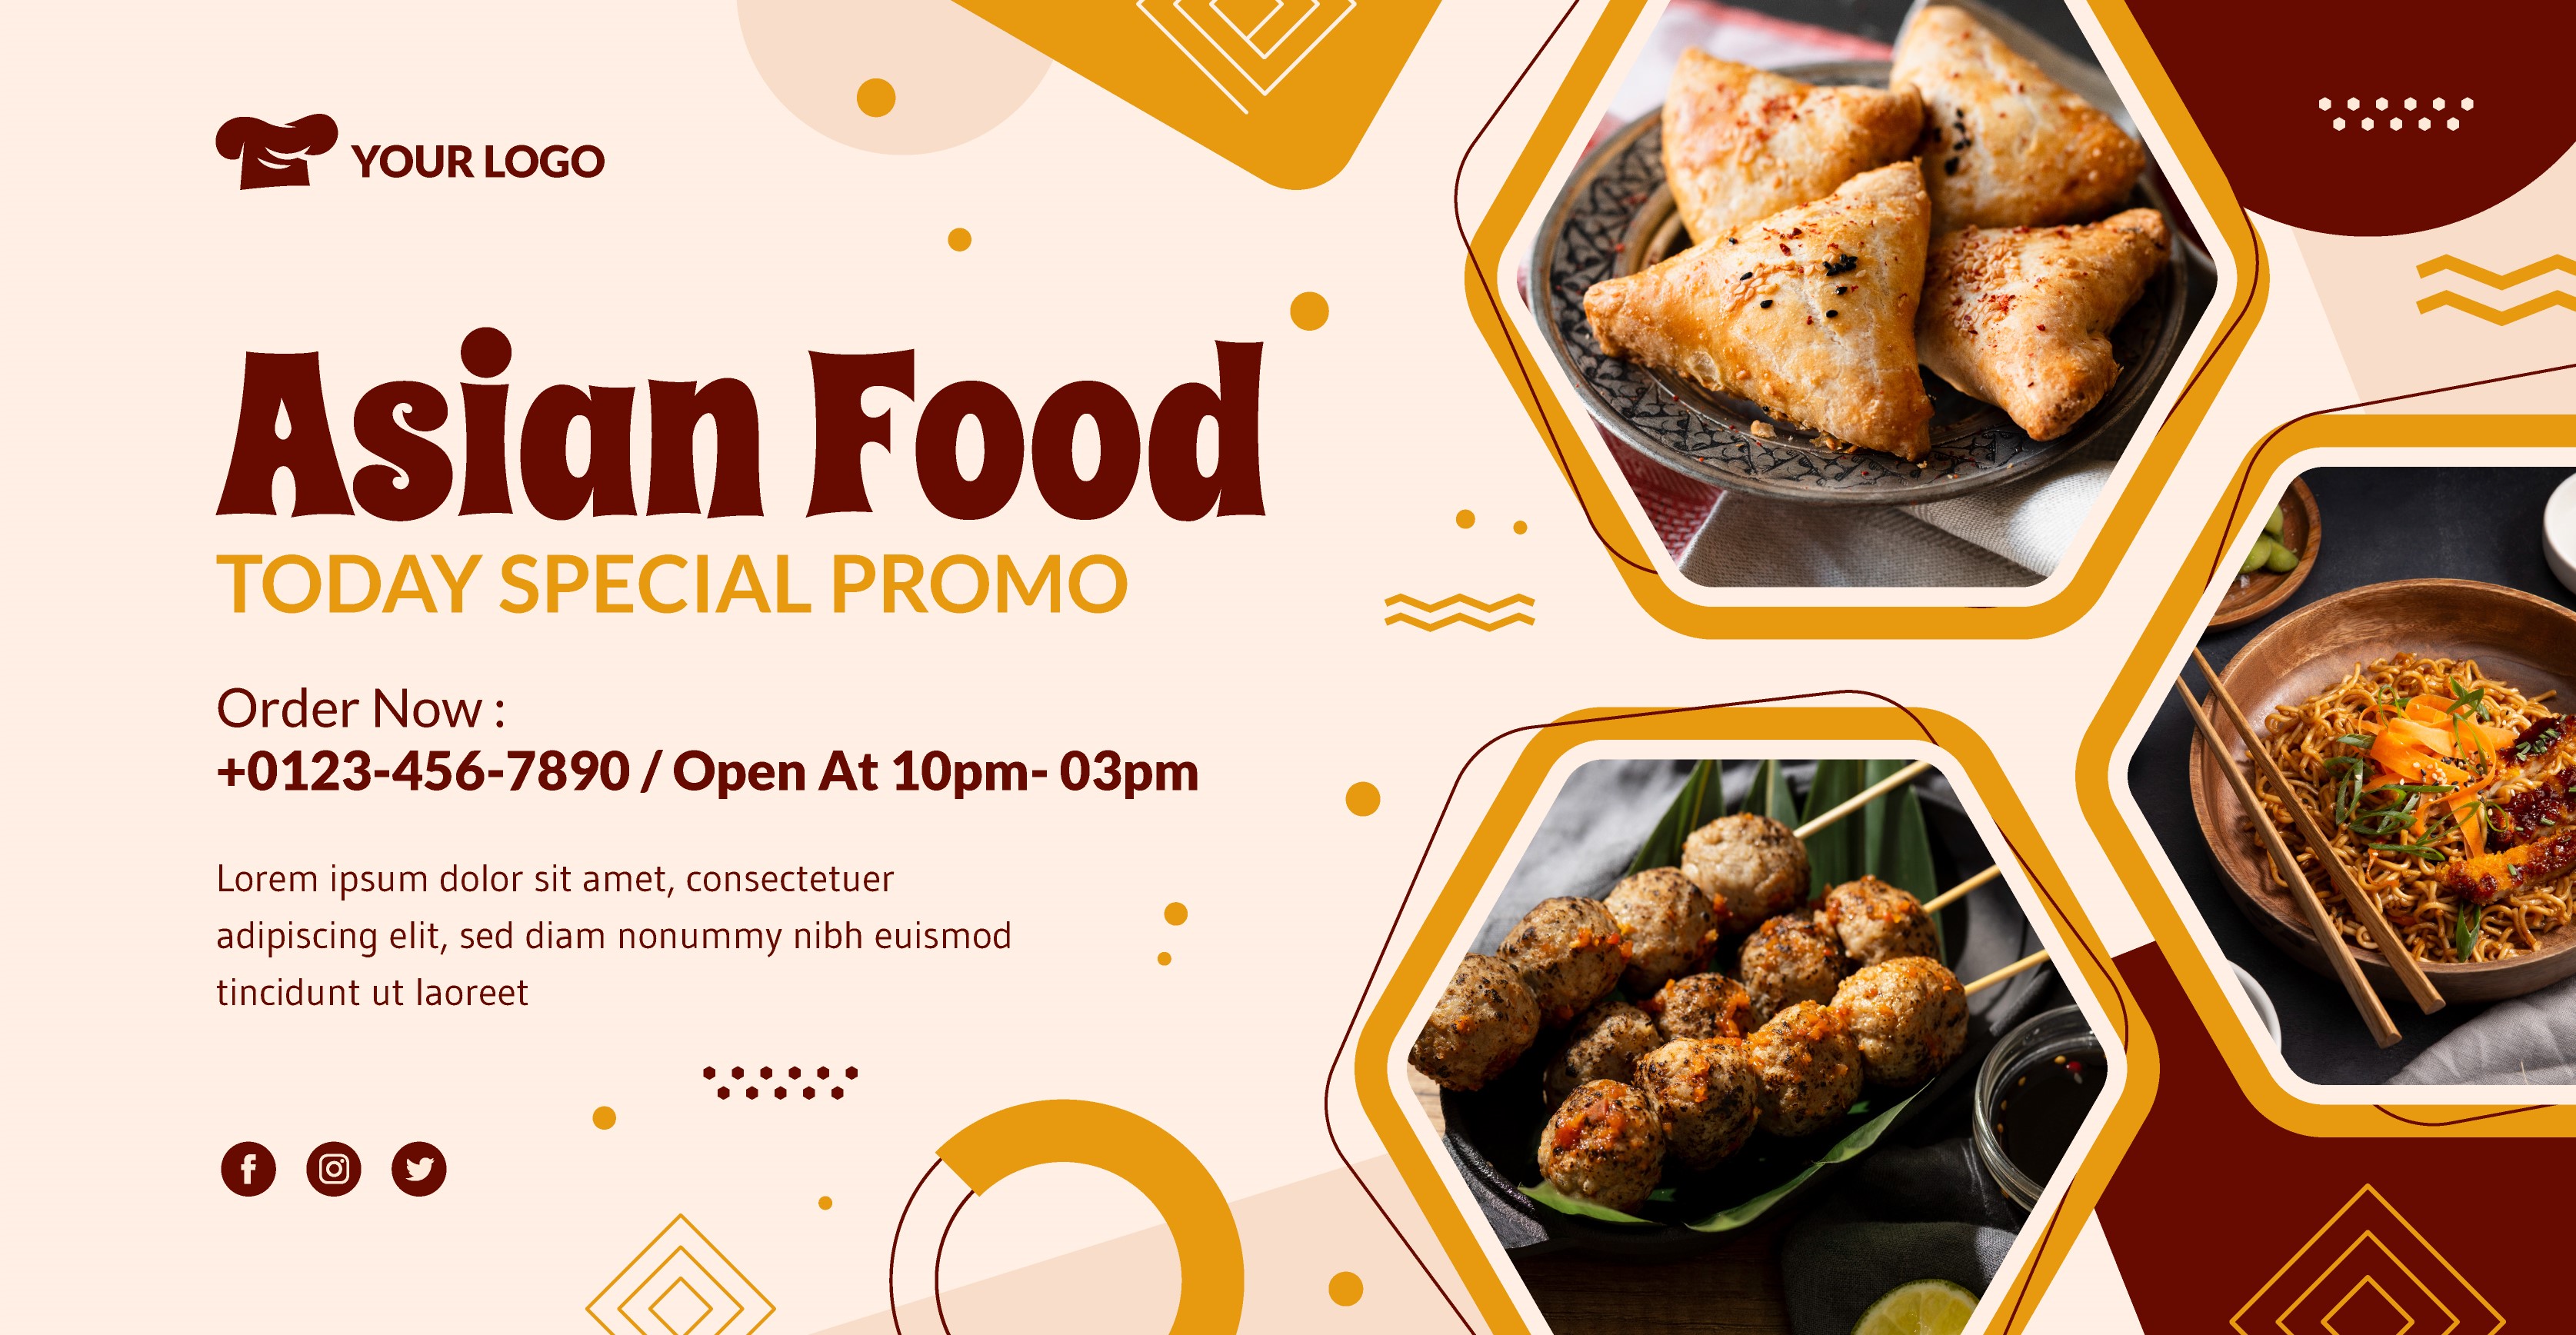 YOUR LOGO
Asian Food
TODAY SPECIAL PROMO
Order Now :
+0123-456-7890 / Open At 10pm- 03pm
Lorem ipsum dolor sit amet, consectetuer
adipiscing elit, sed diam nonummy nibh euismod
tincidunt ut laoreet